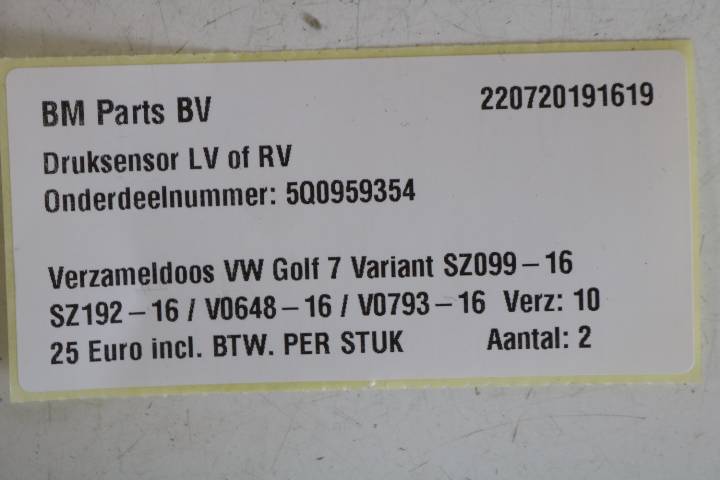 BM Parts BV 220720191619
Druksensor LV of RV
Onderdeelnummer: 5Q0959354
Verzameldoos VW Golf 7 Variant SZ099-16
SZ192-16 / V0648-16 / V0793-16 Verz: 10
25 Euro incl. BTW. PER STUK Aantal: 2